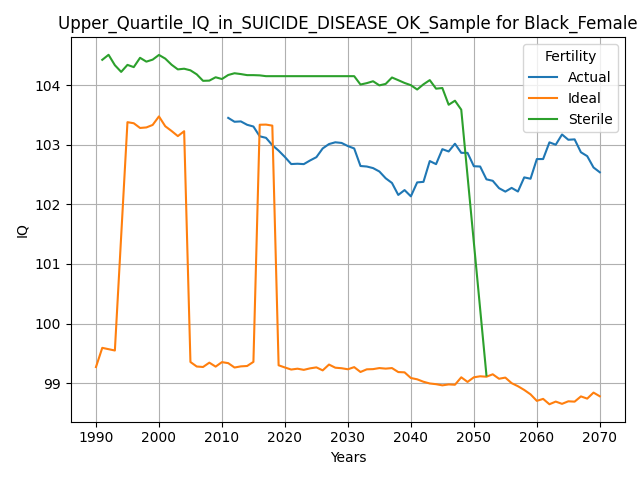 Upper_Quartile_IQ_in_SUICIDE_DISEASE_OK_Sample for Black_Female
Fertility
Actual
Ideal
Sterile
104
103
102
101
100
99
IQ
1990 2000 2010 2020 2030 2040 2050 2060 2070
Years